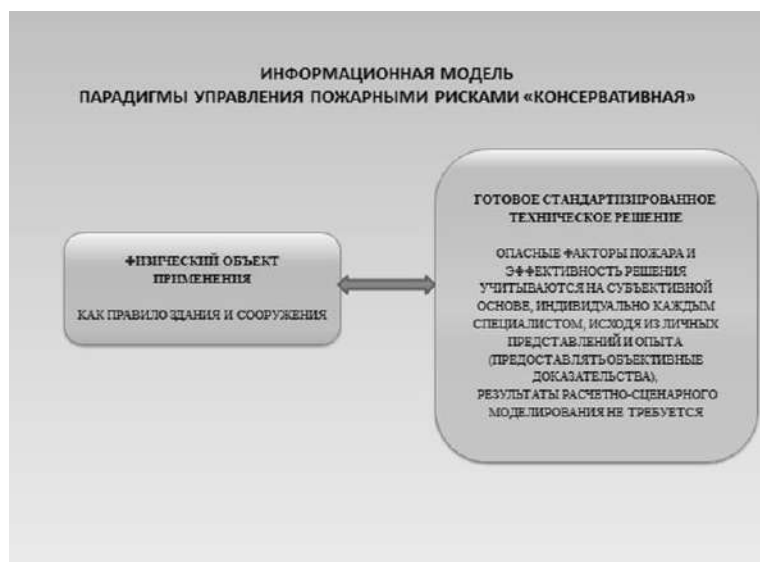 ИНФОРМАЦИОННАЯ МОДЕЛЬ
ПАРАДИГМЫ УПРАВЛЕНИЯ ПОЖАРНЫМИ РИСКАМИ «КОНСЕРВАТИВНАЯ»
ФИЗИЧЕСКИЙ ОБЪЕКТ
ПРИМЕНЕНИЯ
КАК ПРАВИЛО ЗДАНИЯ И СООРУЖЕНИЯ
ГОТОВОЕ СТАНДАРТИЗИРОВАННОЕ
ТЕХНИЧЕСКОЕ РЕШЕНИЕ
ОПАСНЫЕ ФАКТОРЫ ПОЖАРА И
ЭФФЕКТИВНОСТЬ РЕШЕНИЯ
УЧИТЫВАЮТСЯ НА СУБЪЕКТИВНОЙ
ОСНОВЕ, ИНДИВИДУАЛЬНО КАЖДЫМ
СПЕЦИАЛИСТОМ, ИСХОДЯ ИЗ ЛИЧНЫХ
ПРЕДСТАВЛЕНИЙ И ОПЫТА
(ПРЕДОСТАВЛЯТЬ ОБЪЕКТИВНЫЕ
ДОКАЗАТЕЛЬСТВА),
РЕЗУЛЬТАТЫ РАСЧЕТНО-СЦЕНАРНОГО
МОДЕЛИРОВАНИЯ НЕ ТРЕБУЕТСЯ